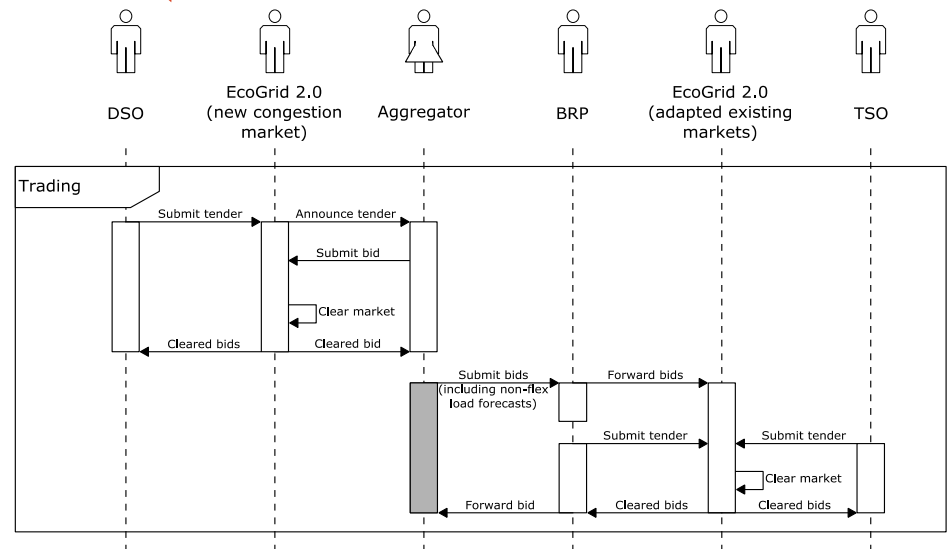 DSO
EcoGrid 2.0
(new congestion
market)
Aggregator
BRP
EcoGrid 2.0
(adapted existing
markets)
TSO
Trading
Submit tender
Announce tender
Submit bid
Clear market
Cleared bids
Cleared bid
Submit bids
(including non-flex
load forecasts)
Forward bids
Submit tender
Submit tender
Clear market
Forward bid
Cleared bids
Cleared bids